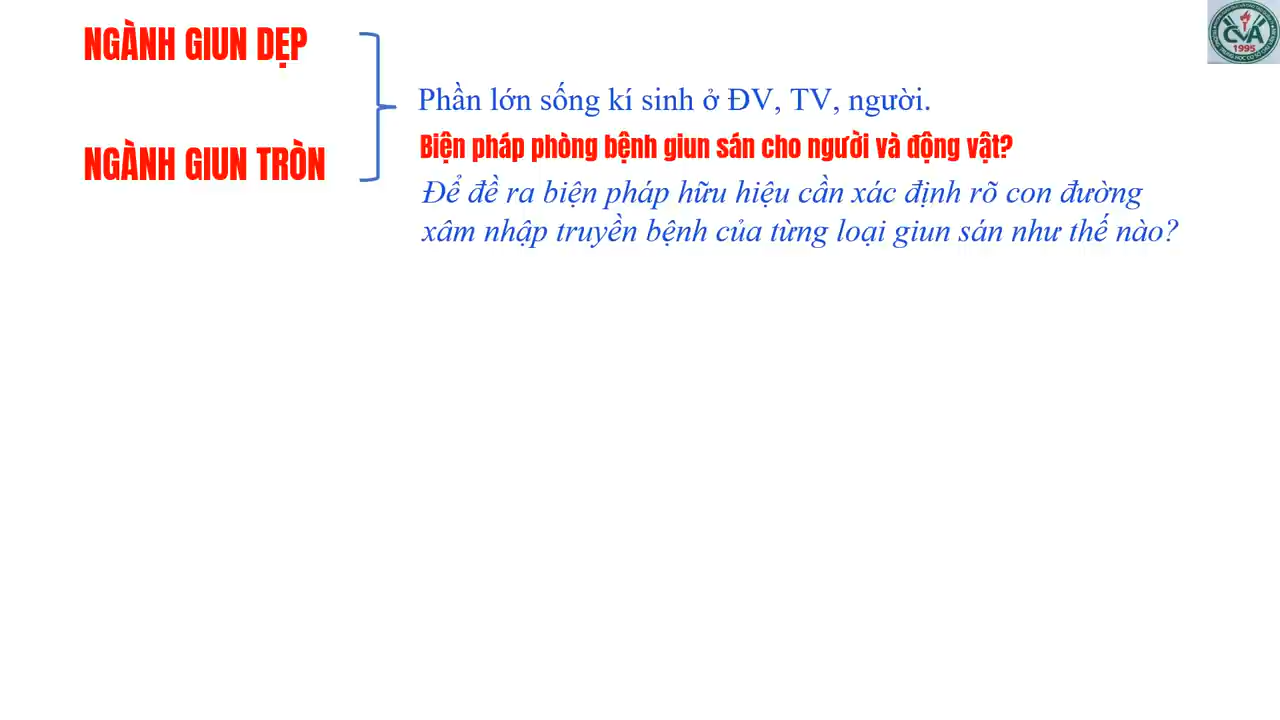 NGÀNH GIUN DẸP
NGÀNH GIUN TRÒN
Phần lớn sống kí sinh ở ĐV, TV, người.
Biện pháp phòng bệnh giun sán cho người và động vật?
Để đề ra biện pháp hữu hiệu cần xác định rõ con đường
xâm nhập truyền bệnh của từng loại giun sán như thế nào?
CVA
1995